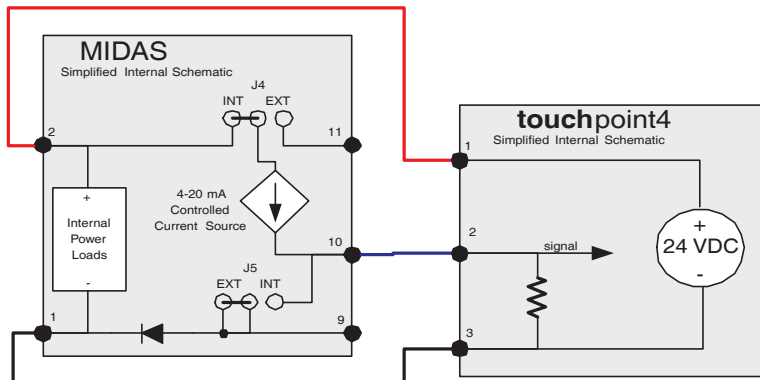 MIDAS
Simplified Internal Schematic
J4
INT EXT
2
11
+
Internal
Power
Loads
-
4-20 mA
Controlled
Current Source
10
J5
EXT INT
1
9
touchpoint4
Simplified Internal Schematic
1
2
signal
+
24 VDC
-
3